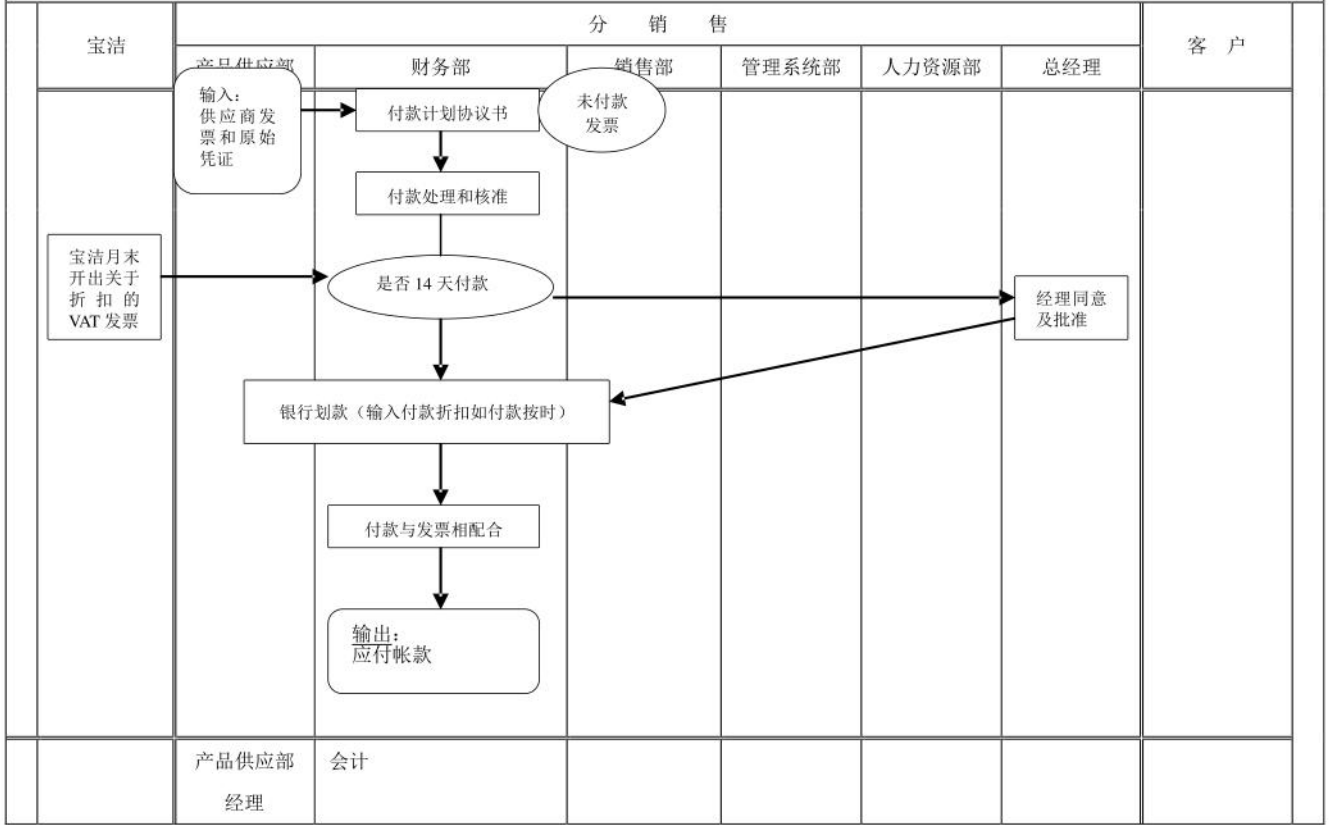 宝洁
分 销 售
客 户
产品供应部
财务部
销售部
管理系统部
人力资源部
总经理
输入：
供应商发
票和原始
凭证
付款计划协议书
未付款
发票
付款处理和核准
宝洁月末
开出关于
折扣的
VAT 发票
是否 14 天付款
经理同意
及批准
银行划款（输入付款折扣如付款按时）
付款与发票相配合
输出：
应付帐款
产品供应部
经理
会计